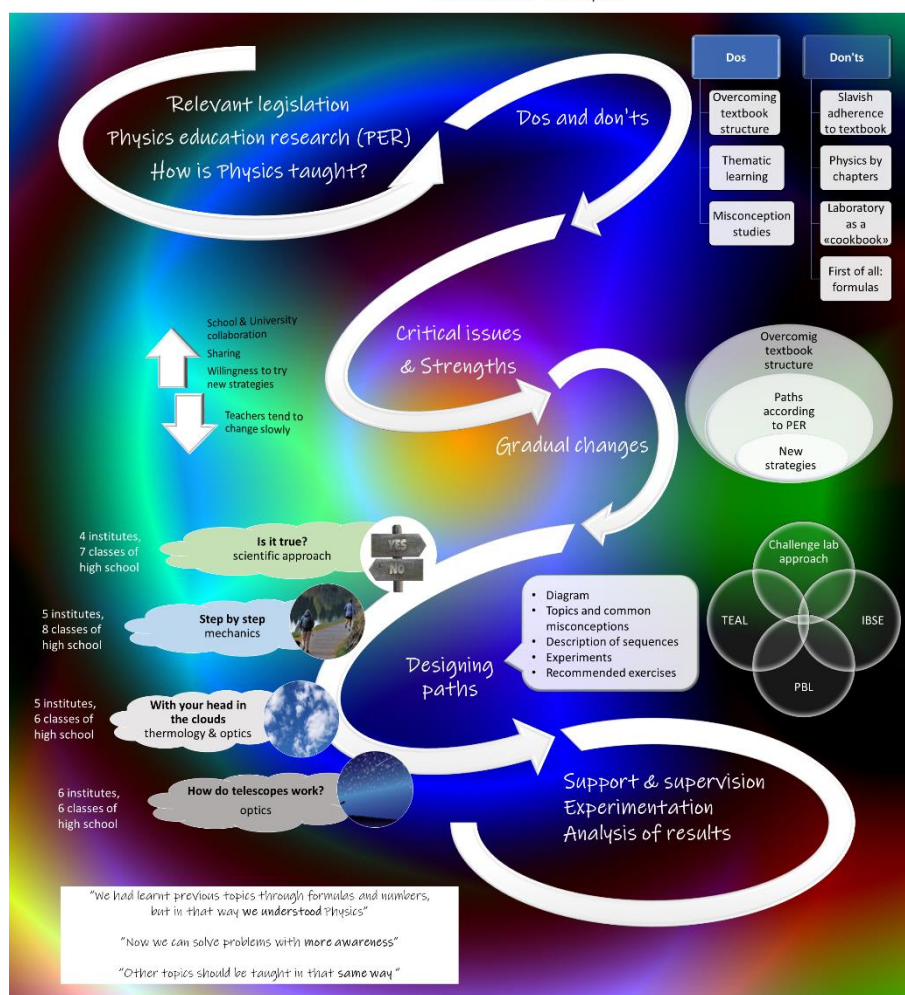 Relevant legislation
Physics education research (PER)
How is Physics taught?
Dos and don'ts
Dos
Overcoming
textbook
structure
Thematic
learning
Misconception
studies
Don'ts
Slavish
adherence
to textbook
Physics by
chapters
Laboratory
as a
«cookbook»
First of all:
formulas
School & University
collaboration
Sharing
Willingness to try
new strategies
Teachers tend to
change slowly
Critical issues
& Strengths
Gradual changes
Overcomig
textbook
structure
Paths
according
to PER
New
strategies
4 institutes,
7 classes of
high school
Is it true?
scientific approach
YES
NO
5 institutes,
8 classes of
high school
Step by step
mechanics
5 institutes,
6 classes of
high school
With your head in
the clouds
thermology & optics
6 institutes,
6 classes of
high school
How do telescopes work?
optics
Designing
paths
• Diagram
• Topics and common
misconceptions
• Description of sequences
• Experiments
• Recommended exercises
Challenge lab
approach
TEAL
IBSE
PBL
Support & supervision
Experimentation
Analysis of results
"We had learnt previous topics through formulas and numbers,
but in that way we understood Physics"
"Now we can solve problems with more awareness"
"Other topics should be taught in that same way "